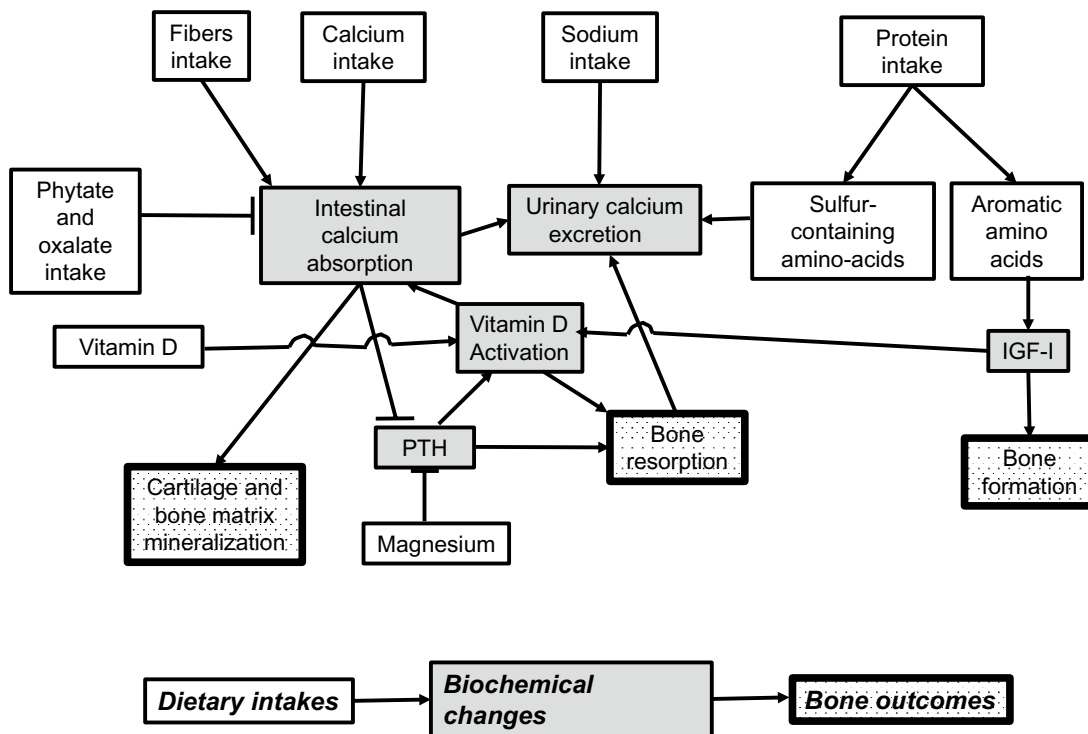 Fibers
intake
Calcium
intake
Sodium
intake
Protein
intake
Phytate
and
oxalate
intake
Intestinal
calcium
absorption
Urinary calcium
excretion
Sulfur-
containing
amino-acids
Aromatic
amino
acids
Vitamin D
Vitamin D
Activation
IGF-I
PTH
Bone
resorption
Bone
formation
Cartilage and
bone matrix
mineralization
Magnesium
Dietary intakes
Biochemical
changes
Bone outcomes